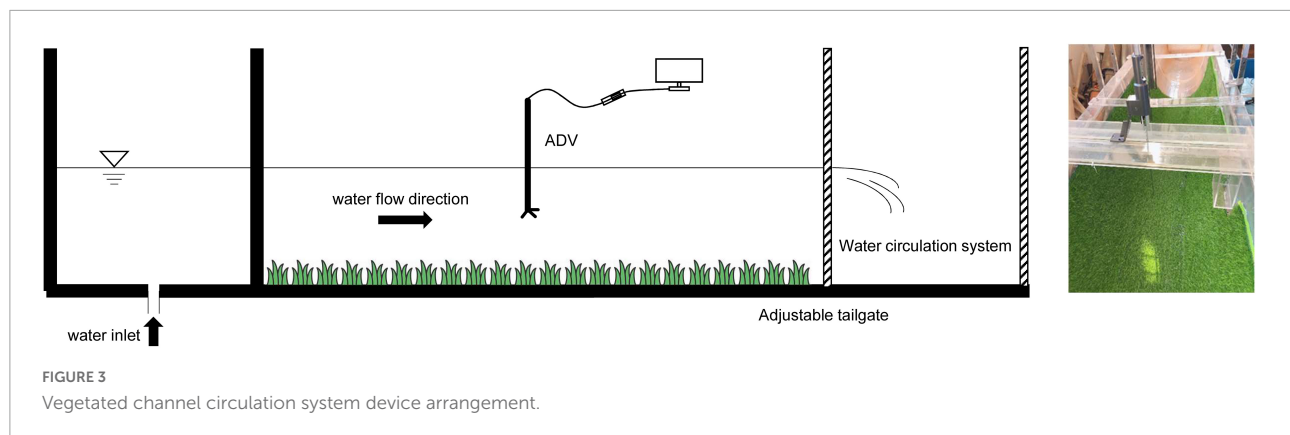 ADV
water flow direction
Water circulation system
Adjustable tailgate
water inlet
FIGURE 3
Vegetated channel circulation system device arrangement.